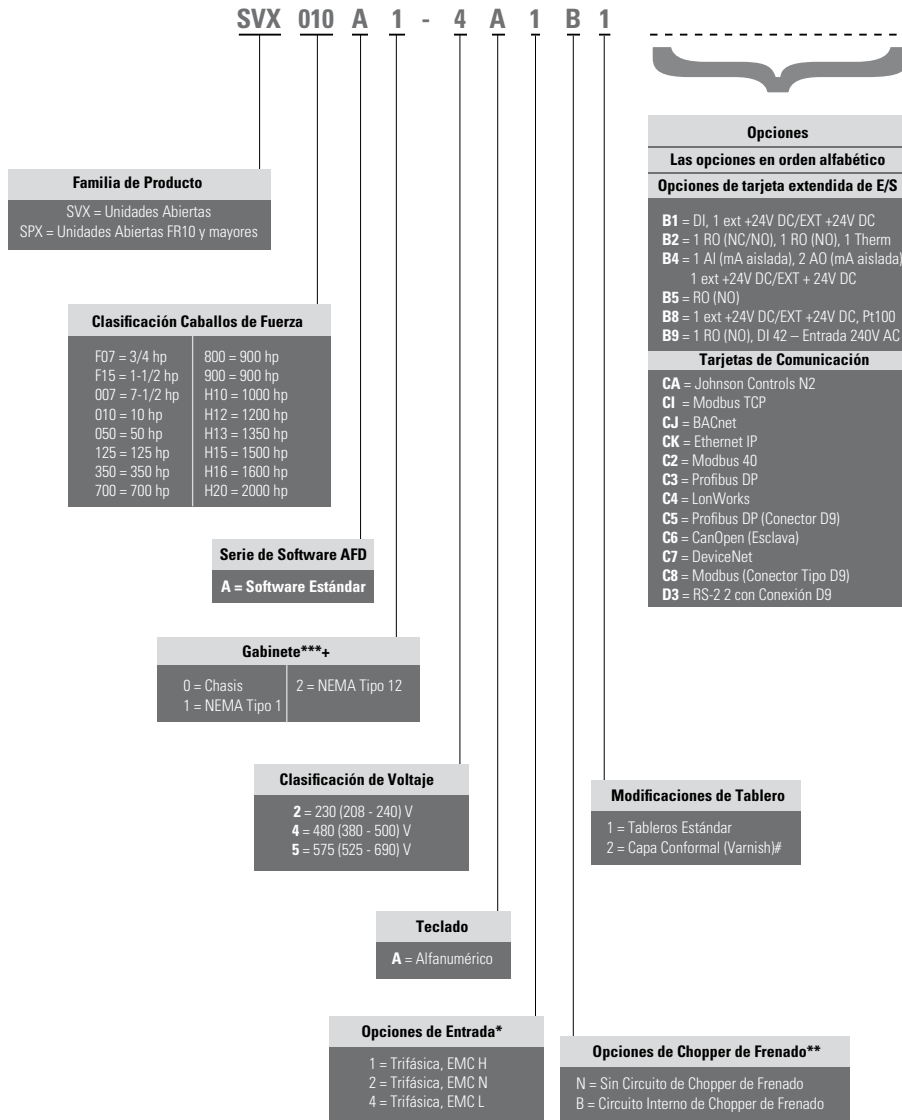 SVX 010 A 1 - 4 A 1 B 1
Familia de Producto
SVX = Unidades Abiertas
SPX = Unidades Abiertas FR10 y mayores
Clasificación Caballos de Fuerza
F07 = 3/4 hp
F15 = 1-1/2 hp
007 = 7-1/2 hp
010 = 10 hp
050 = 50 hp
125 = 125 hp
350 = 350 hp
700 = 700 hp
800 = 900 hp
900 = 900 hp
H10 = 1000 hp
H12 = 1200 hp
H13 = 1350 hp
H15 = 1500 hp
H16 = 1600 hp
H20 = 2000 hp
Serie de Software AFD
A = Software Estándar
Gabinete***+
0 = Chasis
1 = NEMA Tipo 1
2 = NEMA Tipo 12
Clasificación de Voltaje
2 = 230 (208 - 240) V
4 = 480 (380 - 500) V
5 = 575 (525 - 690) V
Teclado
A = Alfanumérico
Opciones de Entrada*
1 = Trifásica, EMC H
2 = Trifásica, EMC N
4 = Trifásica, EMC L
Opciones de Chopper de Frenado**
N = Sin Circuito de Chopper de Frenado
B = Circuito Interno de Chopper de Frenado
Modificaciones de Tablero
1 = Tableros Estándar
2 = Capa Conformal (Varnish)#
Opciones
Las opciones en orden alfabético
Opciones de tarjeta extendida de E/S
B1 = DI, 1 ext +24V DC/EXT +24V DC
B2 = 1 RO (NC/NO), 1 RO (NO), 1 Therm
B4 = 1 AI (mA aislada), 2 AO (mA aislada)
1 ext +24V DC/EXT + 24V DC
B5 = RO (NO)
B8 = 1 ext +24V DC/EXT +24V DC, Pt100
B9 = 1 RO (NO), DI 42 – Entrada 240V AC
Tarjetas de Comunicación
CA = Johnson Controls N2
CI = Modbus TCP
CJ = BACnet
CK = Ethernet IP
C2 = Modbus 40
C3 = Profibus DP
C4 = LonWorks
C5 = Profibus DP (Conector D9)
C6 = CanOpen (Esclava)
C7 = DeviceNet
C8 = Modbus (Conector Tipo D9)
D3 = RS-2 2 con Conexión D9